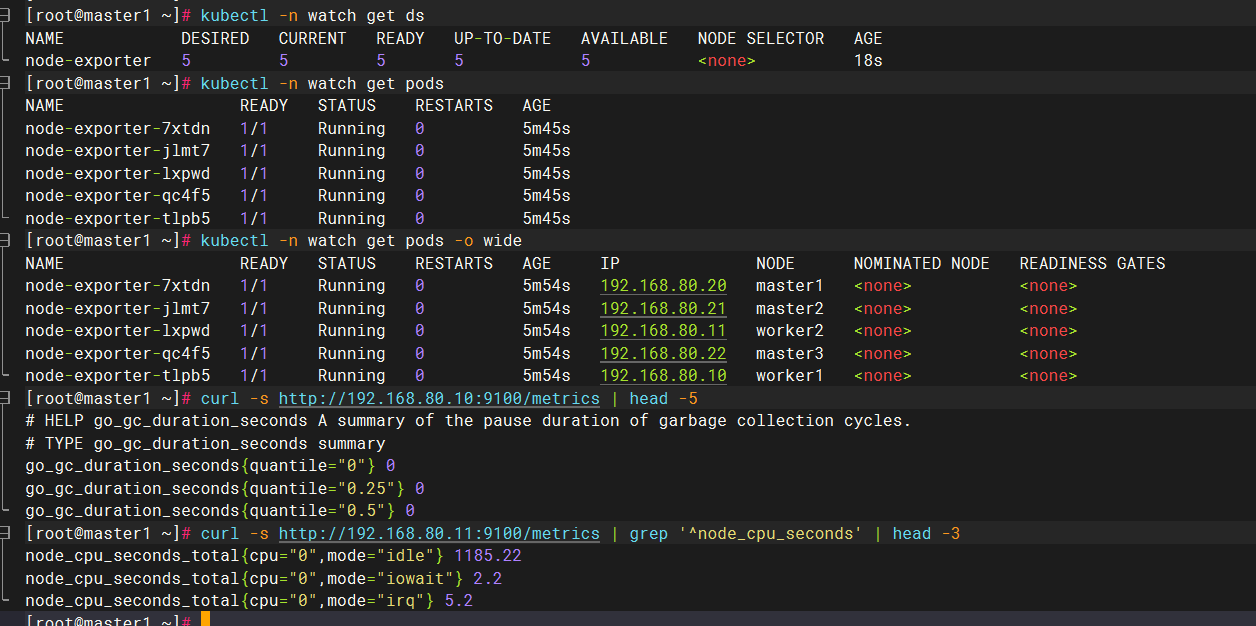 [root@master1 ~]# kubectl -n watch get ds
NAME            DESIRED   CURRENT   READY   UP-TO-DATE   AVAILABLE   NODE SELECTOR   AGE
node-exporter   5         5         5       5            5           <none>          18s
[root@master1 ~]# kubectl -n watch get pods
NAME                  READY   STATUS    RESTARTS   AGE
node-exporter-7xtdn   1/1     Running   0          5m45s
node-exporter-jlmt7   1/1     Running   0          5m45s
node-exporter-lxpwd   1/1     Running   0          5m45s
node-exporter-qc4f5   1/1     Running   0          5m45s
node-exporter-tlpb5   1/1     Running   0          5m45s
[root@master1 ~]# kubectl -n watch get pods -o wide
NAME                  READY   STATUS    RESTARTS   AGE     IP              NODE      NOMINATED NODE   READINESS GATES
node-exporter-7xtdn   1/1     Running   0          5m54s   192.168.80.20   master1   <none>           <none>
node-exporter-jlmt7   1/1     Running   0          5m54s   192.168.80.21   master2   <none>           <none>
node-exporter-lxpwd   1/1     Running   0          5m54s   192.168.80.11   worker2   <none>           <none>
node-exporter-qc4f5   1/1     Running   0          5m54s   192.168.80.22   master3   <none>           <none>
node-exporter-tlpb5   1/1     Running   0          5m54s   192.168.80.10   worker1   <none>           <none>
[root@master1 ~]# curl -s http://192.168.80.10:9100/metrics | head -5
# HELP go_gc_duration_seconds A summary of the pause duration of garbage collection cycles.
# TYPE go_gc_duration_seconds summary
go_gc_duration_seconds{quantile="0"} 0
go_gc_duration_seconds{quantile="0.25"} 0
go_gc_duration_seconds{quantile="0.5"} 0
[root@master1 ~]# curl -s http://192.168.80.11:9100/metrics | grep '^node_cpu_seconds' | head -3
node_cpu_seconds_total{cpu="0",mode="idle"} 1185.22
node_cpu_seconds_total{cpu="0",mode="iowait"} 2.2
node_cpu_seconds_total{cpu="0",mode="irq"} 5.2
[root@master1 ~]#